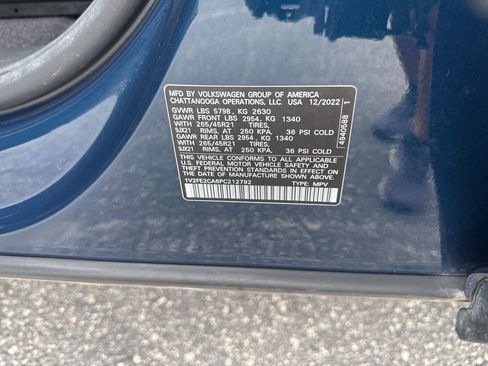 MFD BY VOLKSWAGEN GROUP OF AMERICA
CHATTANOOGA OPERATIONS, LLC. USA 12/2022
GVWR LBS 5798 , KG 2630
GAWR FRONT LBS 2954, KG 1340
WITH 265/45R21 TIRES,
9JX21 RIMS, AT 250 KPA, 36 PSI COLD
GAWR REAR LBS 2954, KG 1340
WITH 265/45R21 TIRES,
9JX21 RIMS, AT 250 KPA, 36 PSI COLD
THIS VEHICLE CONFORMS TO ALL APPLICABLE
U.S. FEDERAL MOTOR VEHICLE SAFETY AND
THEFT PREVENTION STANDARDS IN EFFECT
ON THE DATE OF MANUFACTURE SHOWN ABOVE.
1V2FE2CA6PC212792 TYPE: MPV
4940588 1